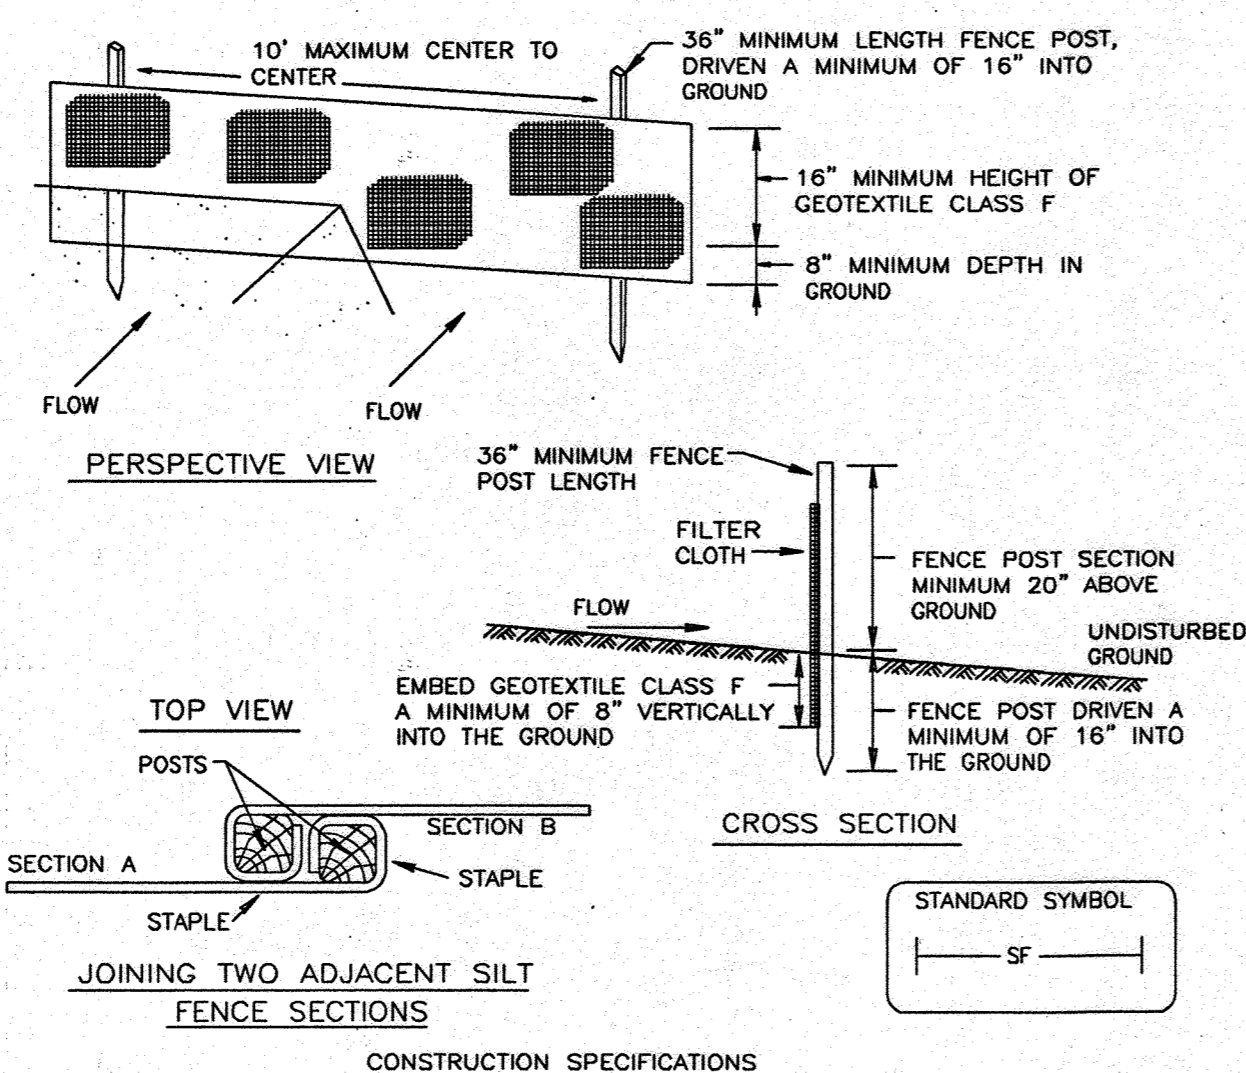 10' MAXIMUM CENTER TO
CENTER
36" MINIMUM LENGTH FENCE POST,
DRIVEN A MINIMUM OF 16" INTO
GROUND
16" MINIMUM HEIGHT OF
GEOTEXTILE CLASS F
8" MINIMUM DEPTH IN
GROUND
FLOW
FLOW
PERSPECTIVE VIEW
36" MINIMUM FENCE
POST LENGTH
FILTER
CLOTH
FENCE POST SECTION
MINIMUM 20" ABOVE
GROUND
FLOW
UNDISTURBED
GROUND
EMBED GEOTEXTILE CLASS F
A MINIMUM OF 8" VERTICALLY
INTO THE GROUND
FENCE POST DRIVEN A
MINIMUM OF 16" INTO
THE GROUND
CROSS SECTION
TOP VIEW
POSTS
SECTION B
SECTION A
STAPLE
STAPLE
JOINING TWO ADJACENT SILT
FENCE SECTIONS
STANDARD SYMBOL
SF
CONSTRUCTION SPECIFICATIONS